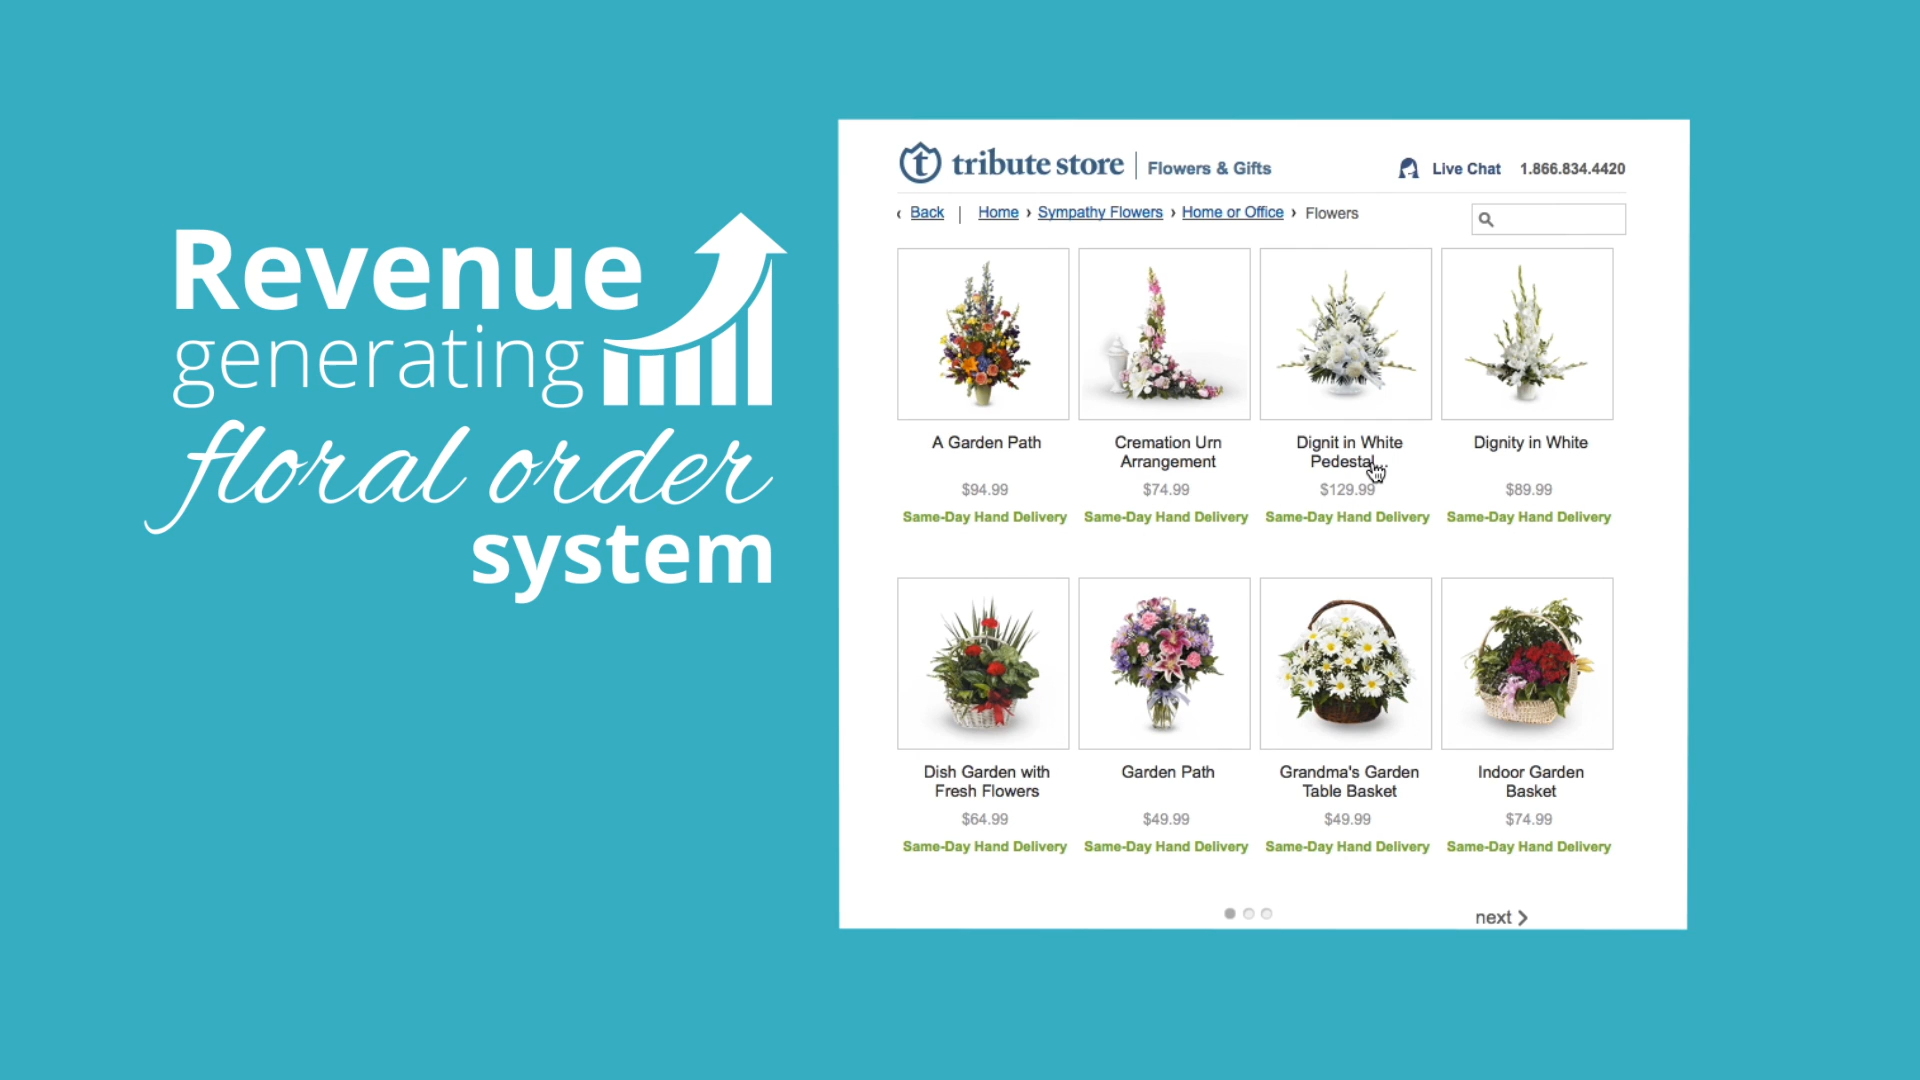 Revenue
generating
floral order
system
tribute store | Flowers & Gifts
Live Chat 1.866.834.4420
‹ Back | Home › Sympathy Flowers › Home or Office › Flowers
A Garden Path
$94.99
Same-Day Hand Delivery
Cremation Urn
Arrangement
$74.99
Same-Day Hand Delivery
Dignit in White
Pedestal...
$129.99
Same-Day Hand Delivery
Dignity in White
$89.99
Same-Day Hand Delivery
Dish Garden with
Fresh Flowers
$64.99
Same-Day Hand Delivery
Garden Path
$49.99
Same-Day Hand Delivery
Grandma's Garden
Table Basket
$49.99
Same-Day Hand Delivery
Indoor Garden
Basket
$74.99
Same-Day Hand Delivery
next